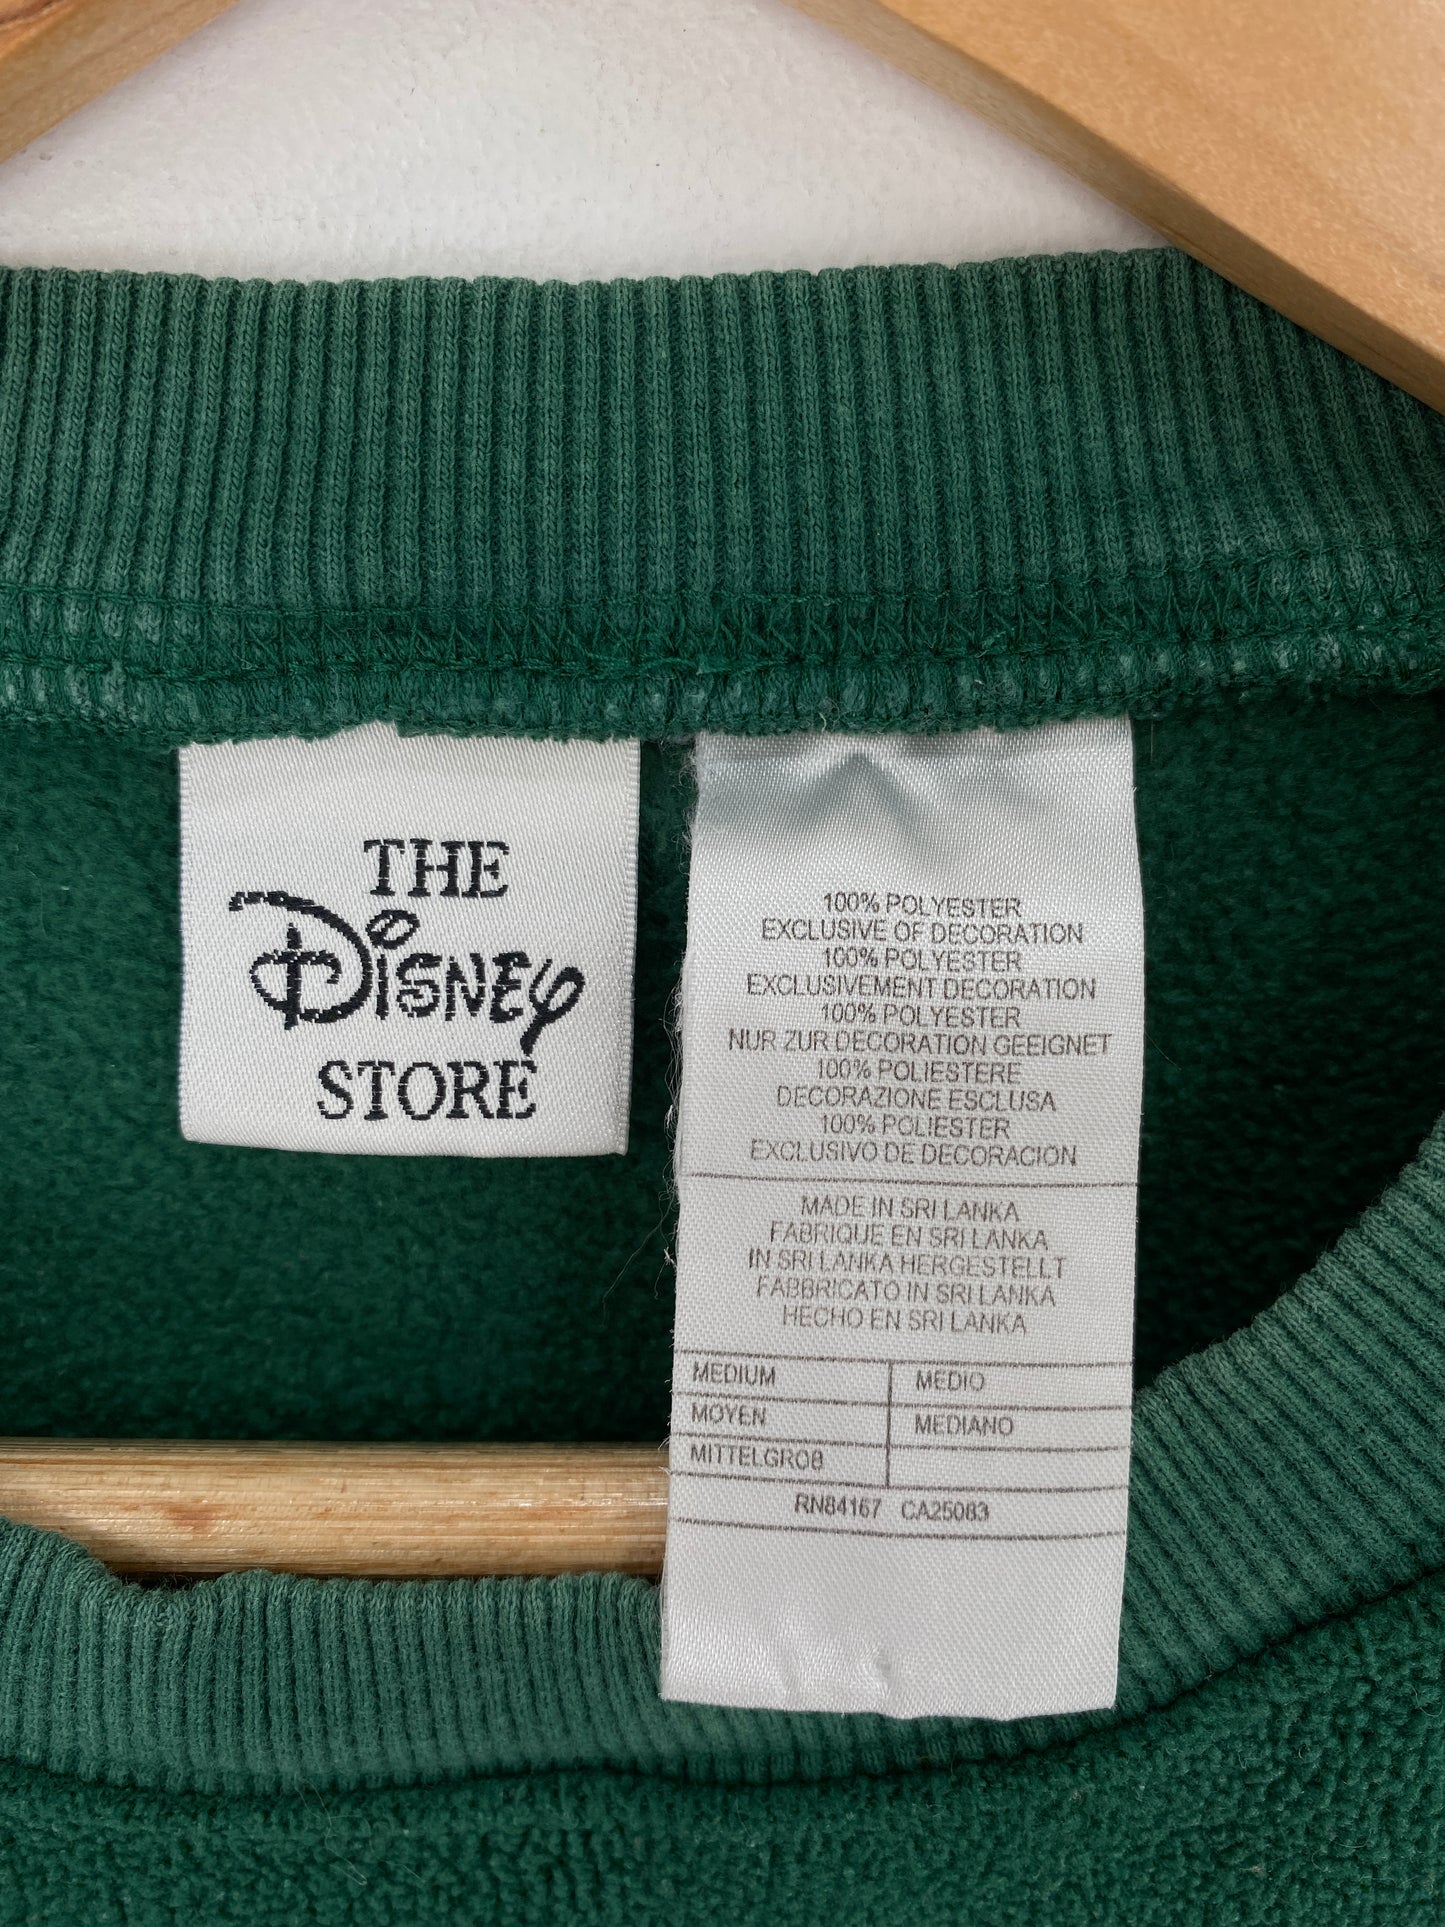 THE
Disney
STORE
100% POLYESTER
EXCLUSIVE OF DECORATION
100% POLYESTER
EXCLUSIVEMENT DECORATION
100% POLYESTER
NUR ZUR DECORATION GEEIGNET
100% POLIESTERE
DECORAZIONE ESCLUSA
100% POLIESTER
EXCLUSIVO DE DECORACION
MADE IN SRI LANKA
FABRIQUE EN SRI LANKA
IN SRI LANKA HERGESTELLT
FABBRICATO IN SRI LANKA
HECHO EN SRI LANKA
MEDIUM MEDIO
MOYEN MEDIANO
MITTELGROB
RN84167 CA25083